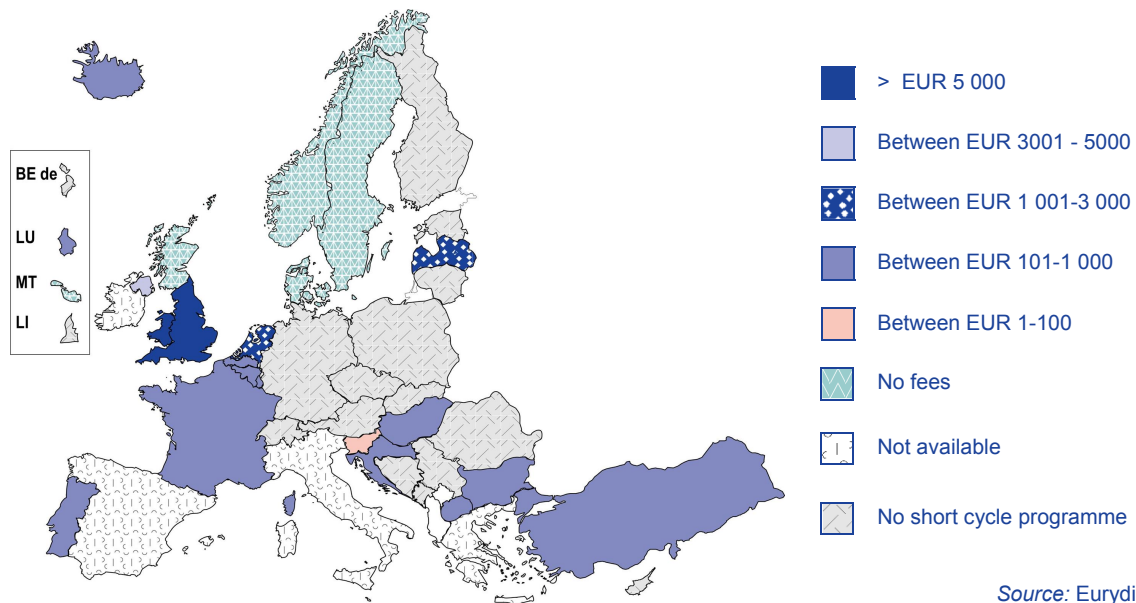 BE de
LU
MT
LI
> EUR 5 000
Between EUR 3001 - 5000
Between EUR 1 001-3 000
Between EUR 101-1 000
Between EUR 1-100
No fees
Not available
No short cycle programme
Source: Eurydi